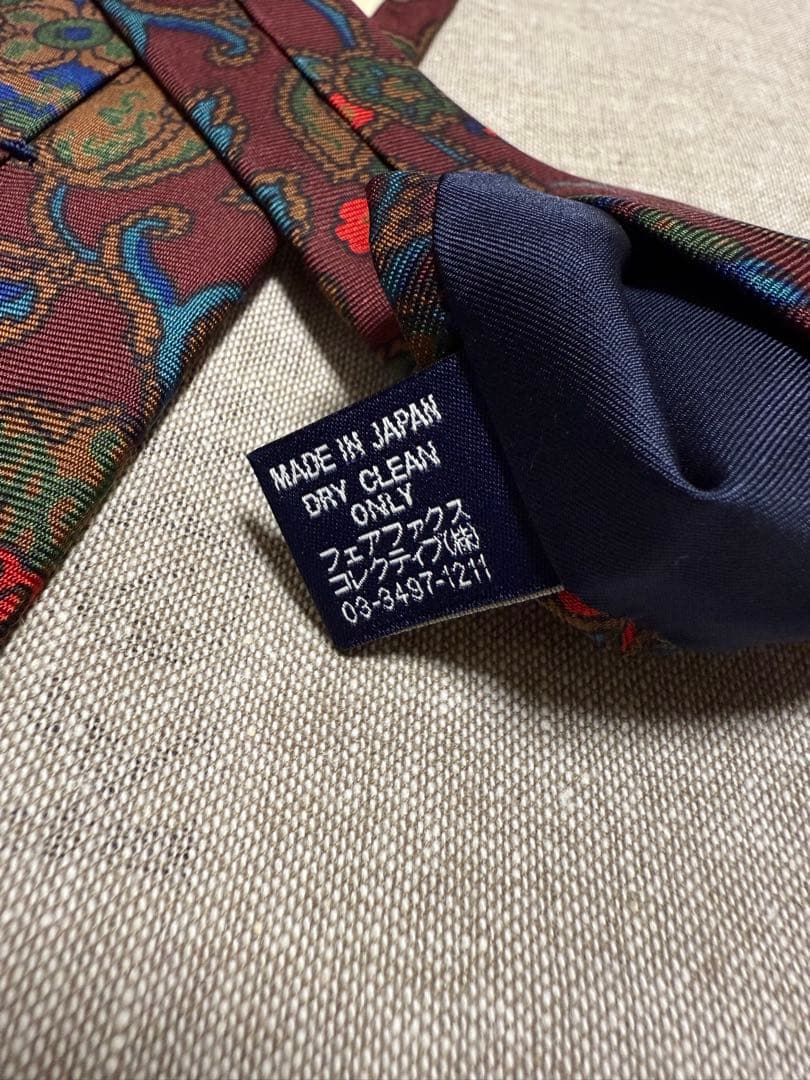 MADE IN JAPAN
DRY CLEAN
ONLY
フェアファクス
コレクティブ(株)
03-3497-1211